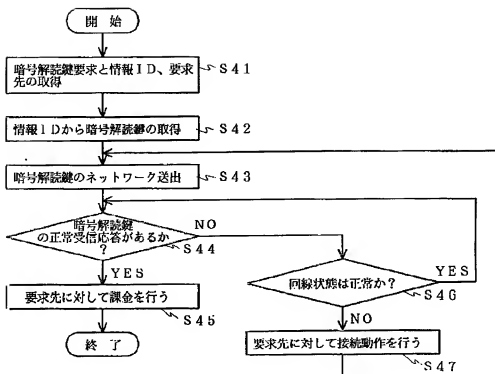 開 始
暗号解読鍵要求と情報ID、要求
先の取得
S41
情報IDから暗号解読鍵の取得
S42
暗号解読鍵のネットワーク送出
S43
暗号解読鍵
の正常受信応答があるか
?
NO
S44
YES
回線状態は正常か?
YES
S46
要求先に対して課金を行う
S45
NO
終 了
要求先に対して接続動作を行う
S47